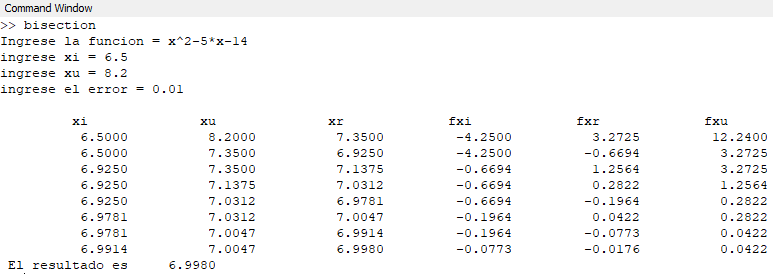 Command Window
>> bisection
Ingrese la funcion = x^2-5*x-14
ingrese xi = 6.5
ingrese xu = 8.2
ingrese el error = 0.01
xi xu xr fxi fxr fxu
6.5000 8.2000 7.3500 -4.2500 3.2725 12.2400
6.5000 7.3500 6.9250 -4.2500 -0.6694 3.2725
6.9250 7.3500 7.1375 -0.6694 1.2564 3.2725
6.9250 7.1375 7.0312 -0.6694 0.2822 1.2564
6.9250 7.0312 6.9781 -0.6694 -0.1964 0.2822
6.9781 7.0312 7.0047 -0.1964 0.0422 0.2822
6.9781 7.0047 6.9914 -0.1964 -0.0773 0.0422
6.9914 7.0047 6.9980 -0.0773 -0.0176 0.0422
El resultado es 6.9980